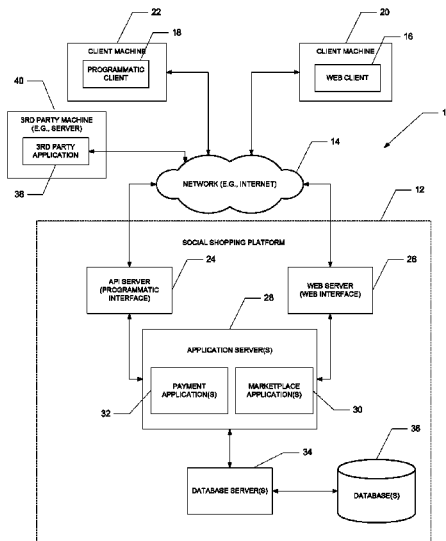 22
20
18
16
CLIENT MACHINE
PROGRAMMATIC
CLIENT
CLIENT MACHINE
WEB CLIENT
40
3RD PARTY MACHINE
(E.G., SERVER)
3RD PARTY
APPLICATION
38
14
NETWORK (E.G., INTERNET)
12
SOCIAL SHOPPING PLATFORM
24
API SERVER
(PROGRAMMATIC
INTERFACE)
WEB SERVER
(WEB INTERFACE)
26
28
APPLICATION SERVER(S)
PAYMENT
APPLICATION(S)
MARKETPLACE
APPLICATION(S)
32
30
34
36
DATABASE SERVER(S)
DATABASE(S)